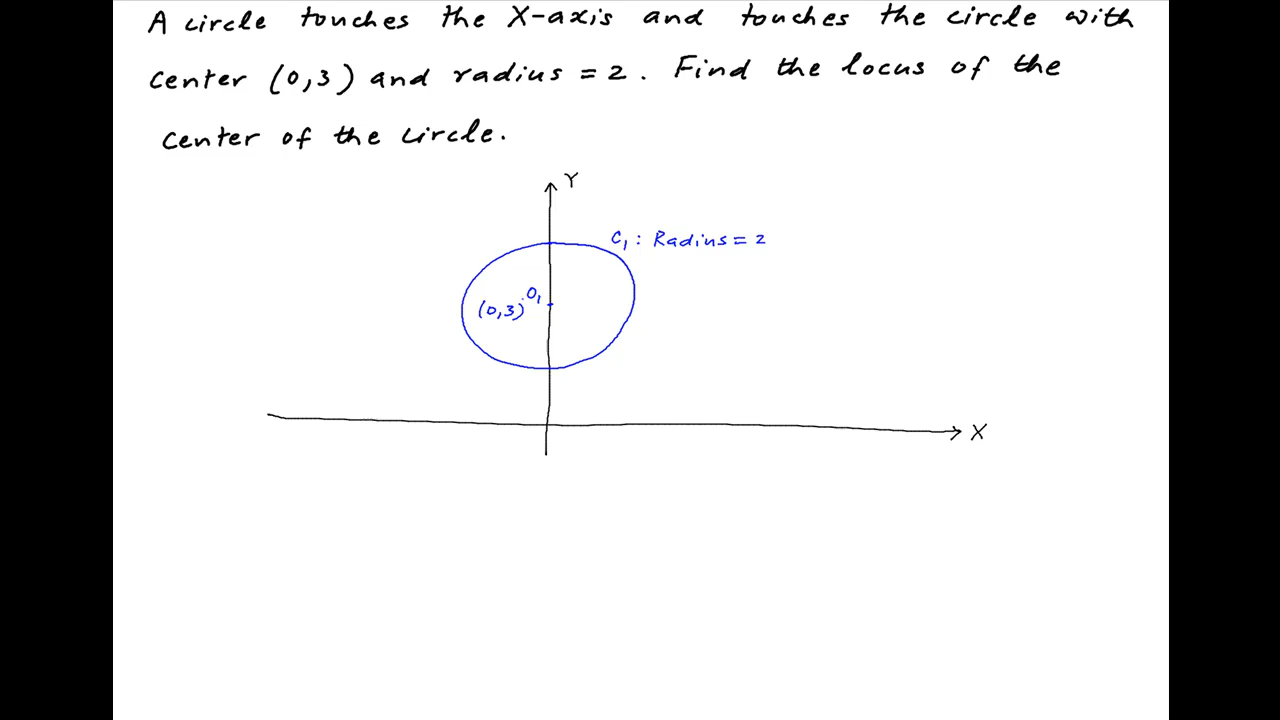 A circle touches the X-axis and touches the circle with
center (0,3) and radius = 2. Find the locus of the
center of the circle.
Y
C₁ : Radius = 2
O₁
(0,3)
X